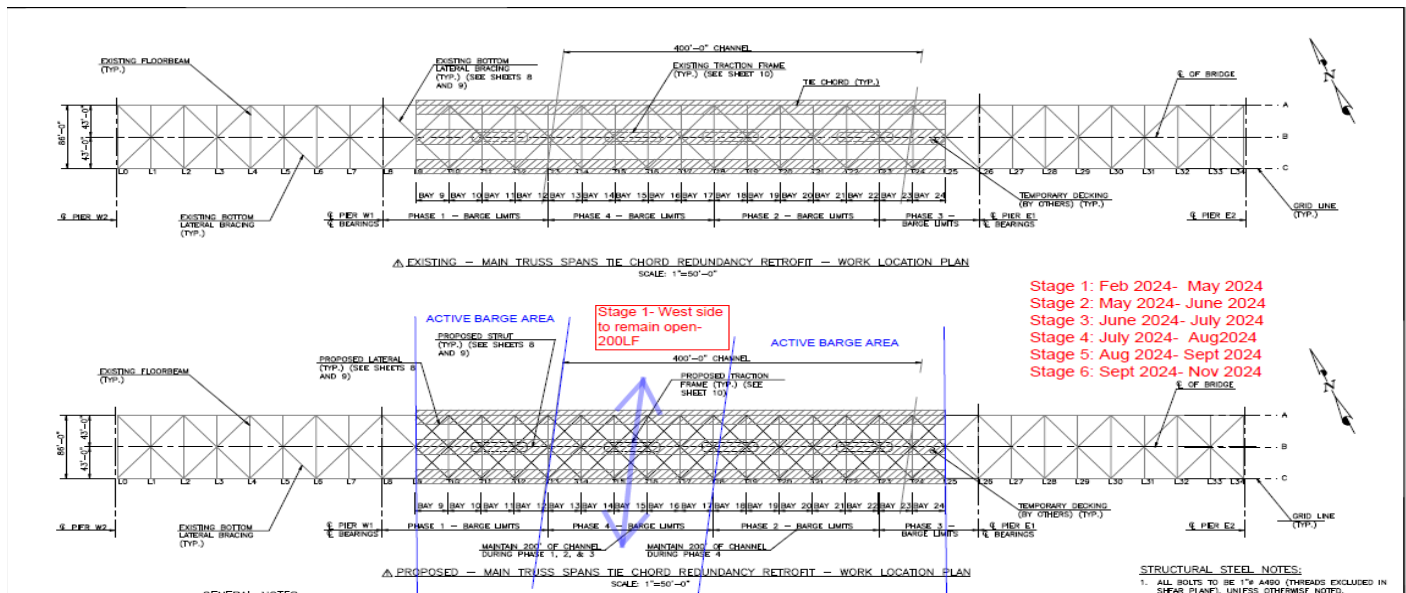 400'-0" CHANNEL
EXISTING FLOORBEAM
(TYP.)
EXISTING BOTTOM
LATERAL BRACING
(TYP.) (SEE SHEETS 8
AND 9)
EXISTING TRACTION FRAME
(TYP.) (SEE SHEET 10)
TIE CHORD (TYP.)
℄ OF BRIDGE
N
86'-0"
43'-0"
43'-0"
A
B
C
L0 L1 L2 L3 L4 L5 L6 L7 L8 L26 L27 L28 L29 L30 L31 L32 L33 L34
BAY 9 BAY 10 BAY 11 BAY 12 BAY 13 BAY 14 BAY 15 BAY 16 BAY 17 BAY 18 BAY 19 BAY 20 BAY 21 BAY 22 BAY 23 BAY 24
TEMPORARY DECKING
(BY OTHERS) (TYP.)
GRID LINE
(TYP.)
℄ PIER W2
EXISTING BOTTOM
LATERAL BRACING
(TYP.)
℄ PIER W1
℄ BEARINGS
PHASE 1 – BARGE LIMITS
PHASE 4 – BARGE LIMITS
PHASE 2 – BARGE LIMITS
PHASE 3 –
BARGE LIMITS
℄ PIER E1
℄ BEARINGS
℄ PIER E2
EXISTING – MAIN TRUSS SPANS TIE CHORD REDUNDANCY RETROFIT – WORK LOCATION PLAN
SCALE: 1"=50'-0"
Stage 1: Feb 2024- May 2024
Stage 2: May 2024- June 2024
Stage 3: June 2024- July 2024
Stage 4: July 2024- Aug2024
Stage 5: Aug 2024- Sept 2024
Stage 6: Sept 2024- Nov 2024
ACTIVE BARGE AREA
Stage 1- West side
to remain open-
200LF
ACTIVE BARGE AREA
PROPOSED STRUT
(TYP.) (SEE SHEETS 8
AND 9)
400'-0" CHANNEL
PROPOSED LATERAL
(TYP.) (SEE SHEETS 8
AND 9)
EXISTING FLOORBEAM
(TYP.)
PROPOSED TRACTION
FRAME (TYP.) (SEE
SHEET 10)
℄ OF BRIDGE
N
86'-0"
43'-0"
43'-0"
A
B
C
L0 L1 L2 L3 L4 L5 L6 L7 L8 L26 L27 L28 L29 L30 L31 L32 L33 L34
BAY 9 BAY 10 BAY 11 BAY 12 BAY 13 BAY 14 BAY 15 BAY 16 BAY 17 BAY 18 BAY 19 BAY 20 BAY 21 BAY 22 BAY 23 BAY 24
TEMPORARY DECKING
(BY OTHERS) (TYP.)
GRID LINE
(TYP.)
℄ PIER W2
EXISTING BOTTOM
LATERAL BRACING
(TYP.)
℄ PIER W1
℄ BEARINGS
PHASE 1 – BARGE LIMITS
PHASE 4 – BARGE LIMITS
PHASE 2 – BARGE LIMITS
PHASE 3 –
BARGE LIMITS
℄ PIER E1
℄ BEARINGS
℄ PIER E2
MAINTAIN 200' OF CHANNEL
DURING PHASE 1, 2, & 3
MAINTAIN 200' OF CHANNEL
DURING PHASE 4
PROPOSED – MAIN TRUSS SPANS TIE CHORD REDUNDANCY RETROFIT – WORK LOCATION PLAN
SCALE: 1"=50'-0"
GENERAL NOTES
STRUCTURAL STEEL NOTES:
1. ALL BOLTS TO BE 1"ø A490 (THREADS EXCLUDED IN
SHEAR PLANE), UNLESS OTHERWISE NOTED.